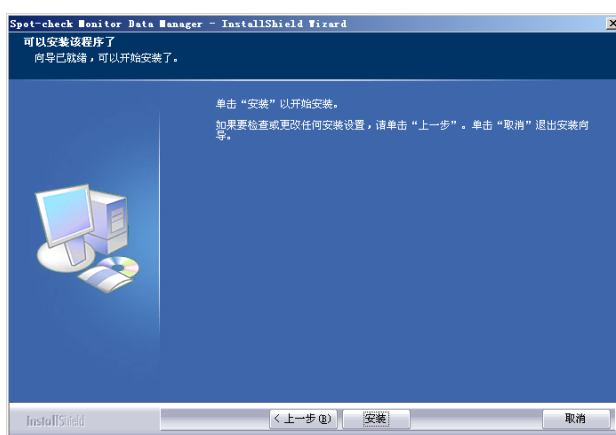 Spot-check Monitor Data Manager - InstallShield Wizard
可以安装该程序了
向导已就绪，可以开始安装了。
单击“安装”以开始安装。
如果要检查或更改任何安装设置，请单击“上一步”。单击“取消”退出安装向
导。
InstallShield
< 上一步(B)
安装
取消